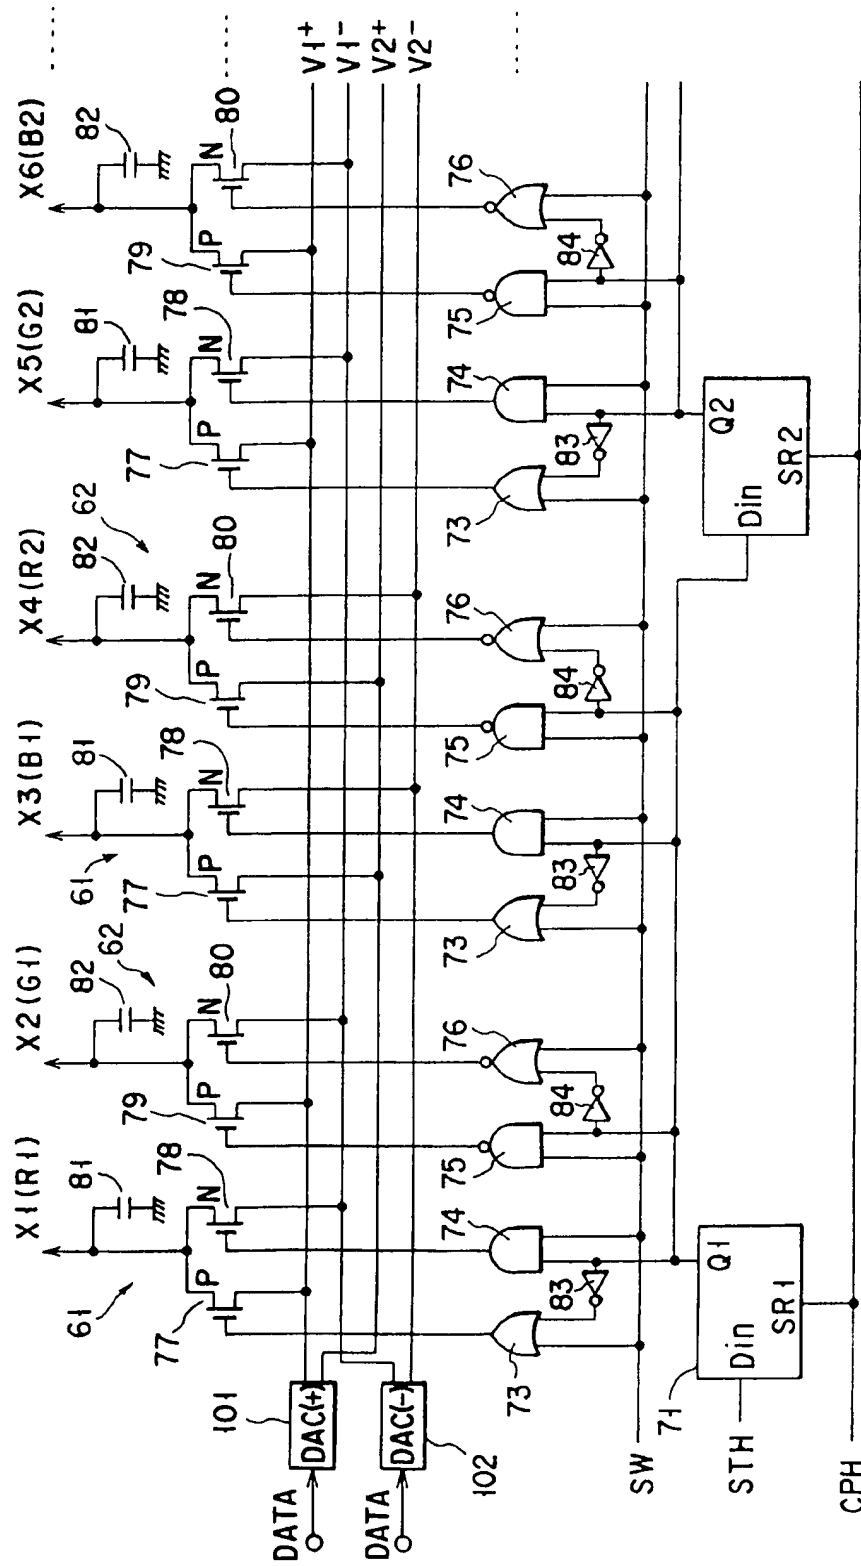 X1(R1)
X2(G1)
X3(B1)
X4(R2)
X5(G2)
X6(B2)
61
81
62
82
61
81
62
82
81
82
77
P
N
78
79
P
N
80
77
P
N
78
79
P
N
80
77
P
N
78
79
P
N
80
V1+
V1-
V2+
V2-
DATA
101
DAC(+)
DATA
102
DAC(-)
73
74
75
76
73
74
75
76
73
74
75
76
83
84
83
84
83
84
SW
71
STH
Din
Q1
SR1
Din
Q2
SR2
CPH